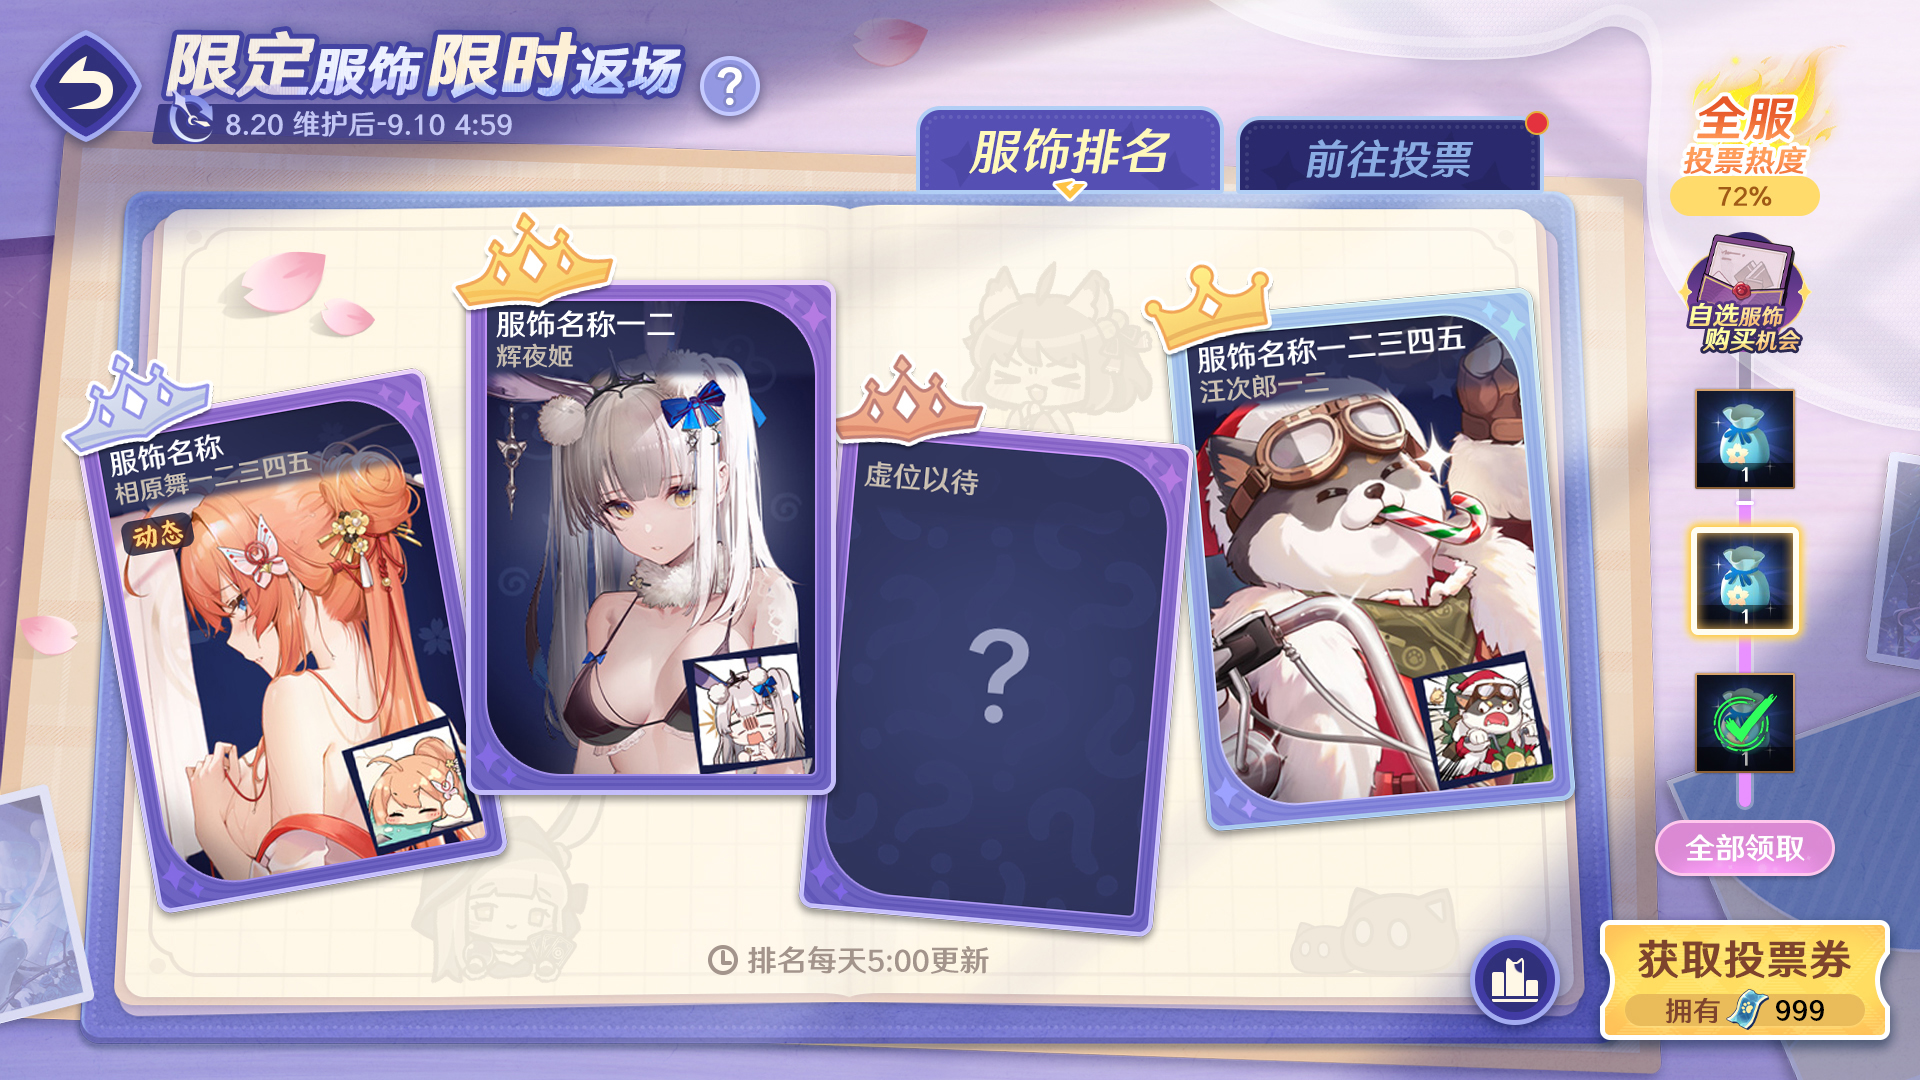 限定服饰限时返场
?
8.20 维护后-9.10 4:59
服饰排名
前往投票
全服
投票热度
72%
自选服饰
购买机会
服饰名称
相原舞一二三四五
动态
服饰名称一二
辉夜姬
虚位以待
?
服饰名称一二三四五
汪次郎一二
1
1
1
全部领取
排名每天5:00更新
获取投票券
拥有 999